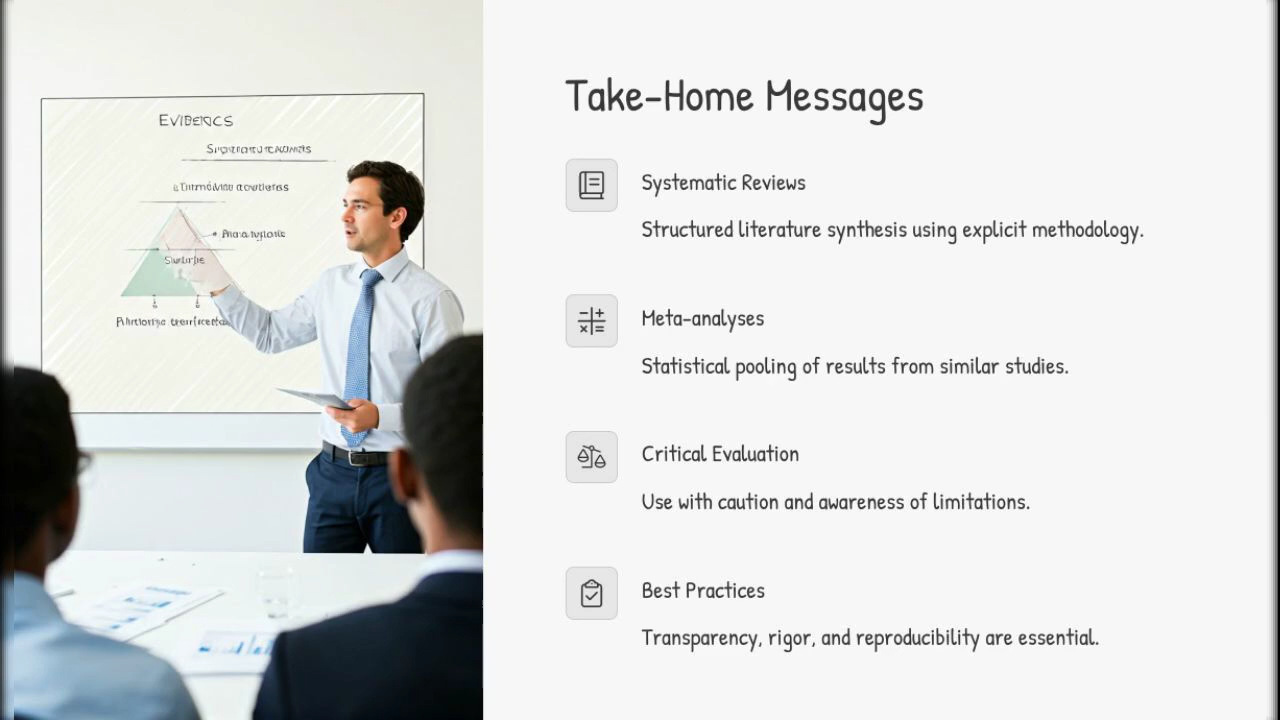 Take-Home Messages
Systematic Reviews
Structured literature synthesis using explicit methodology.
Meta-analyses
Statistical pooling of results from similar studies.
Critical Evaluation
Use with caution and awareness of limitations.
Best Practices
Transparency, rigor, and reproducibility are essential.